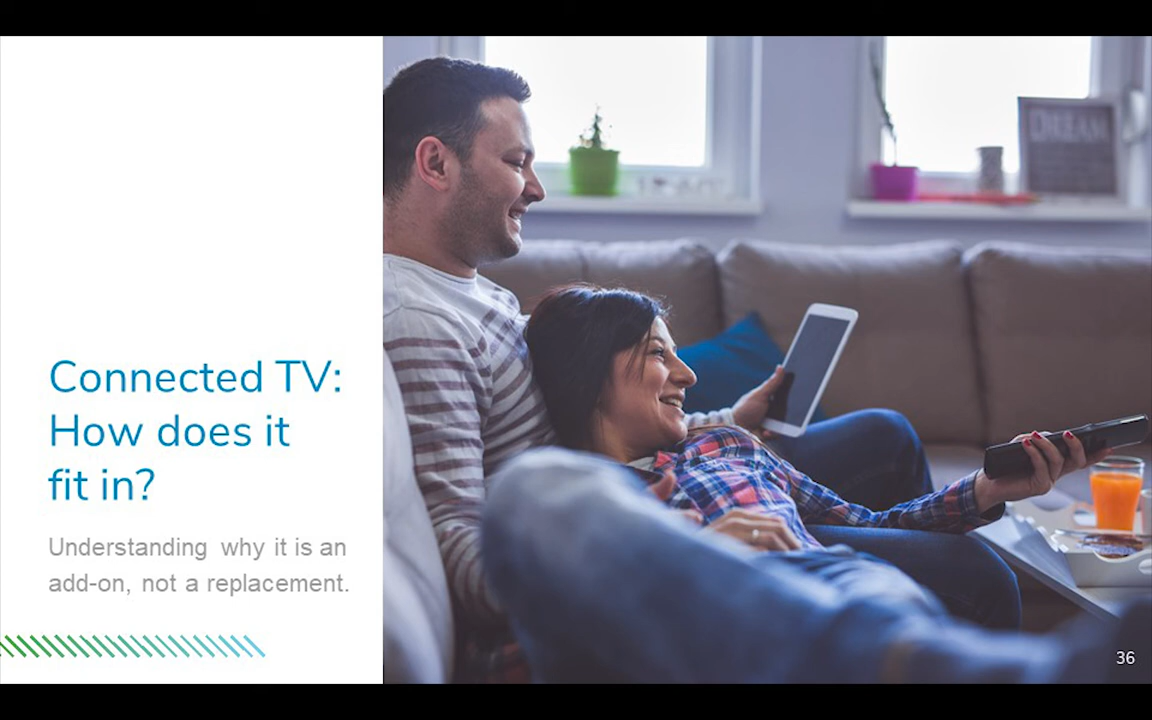 DREAM
Connected TV:
How does it
fit in?
Understanding why it is an
add-on, not a replacement.
36